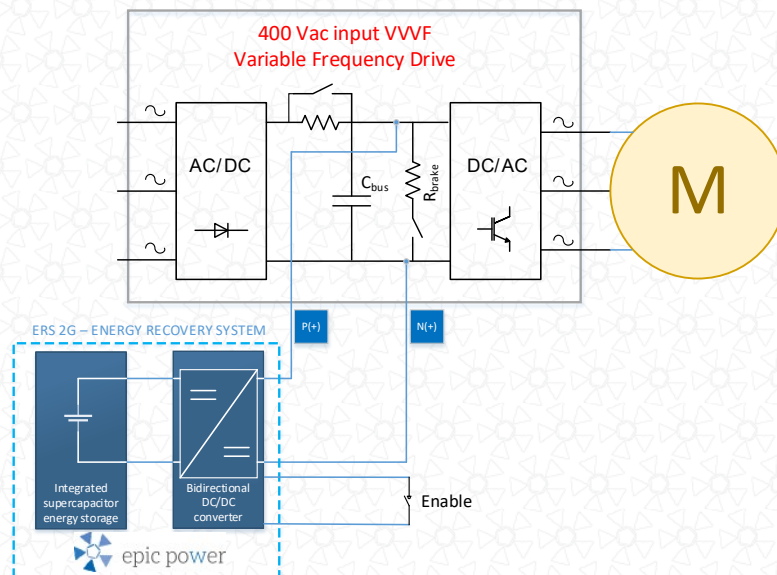 400 Vac input VVVF
Variable Frequency Drive
AC/DC
Cbus
Rbrake
DC/AC
M
ERS 2G – ENERGY RECOVERY SYSTEM
P(+)
N(+)
Integrated
supercapacitor
energy storage
Bidirectional
DC/DC
converter
Enable
epic power